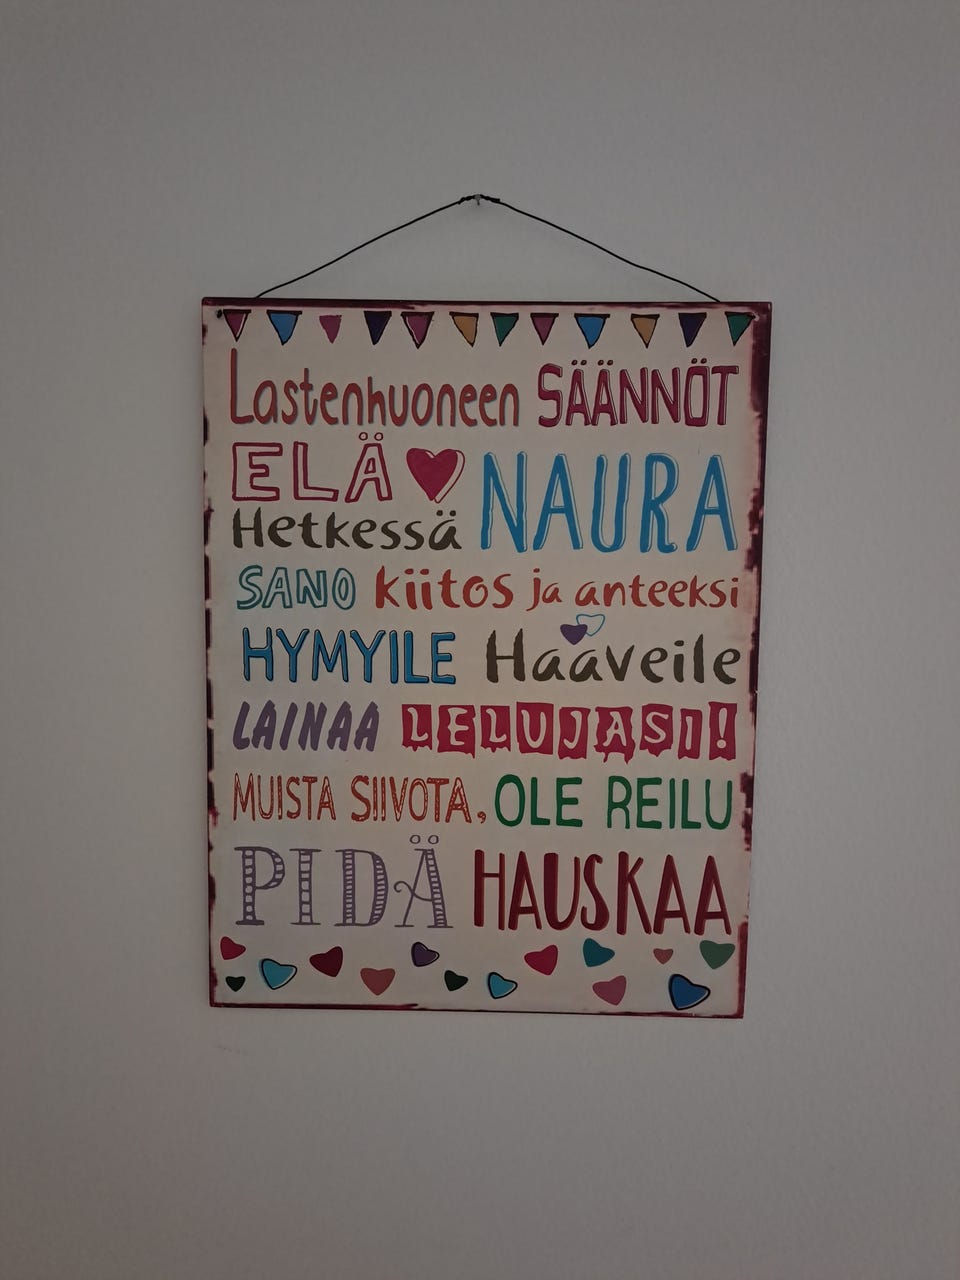 Lastenhuoneen SÄÄNNÖT
ELÄ
Hetkessä
NAURA
SANO kiitos ja anteeksi
HYMYILE Haaveile
LAINAA LELUJASI!
MUISTA SIIVOTA, OLE REILU
PIDÄ HAUSKAA